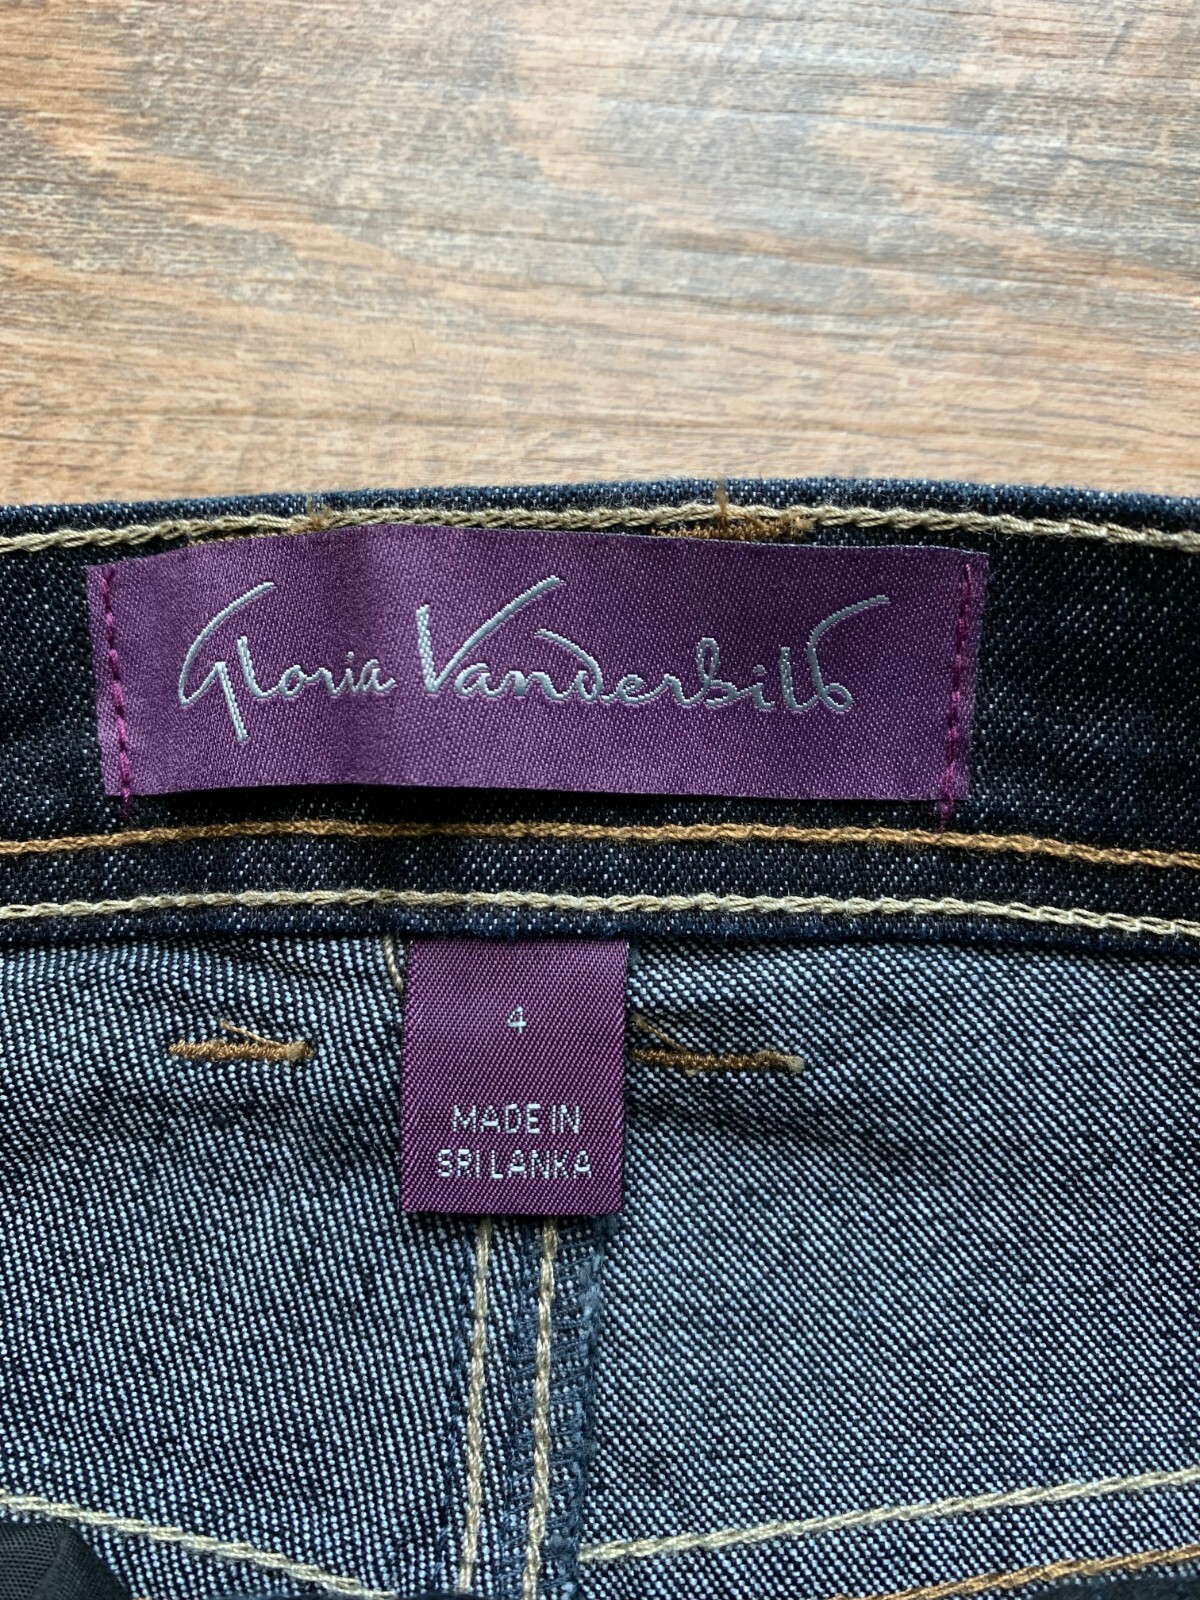 Gloria Vanderbilt
4
MADE IN
SRI LANKA